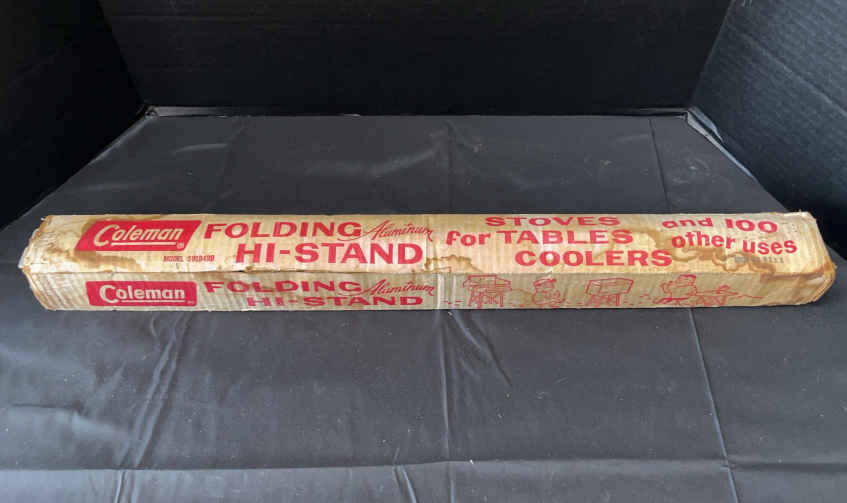 Coleman
FOLDING Aluminum
HI-STAND
STOVES
for TABLES
COOLERS
and 100
other uses
Coleman
FOLDING Aluminum
HI-STAND